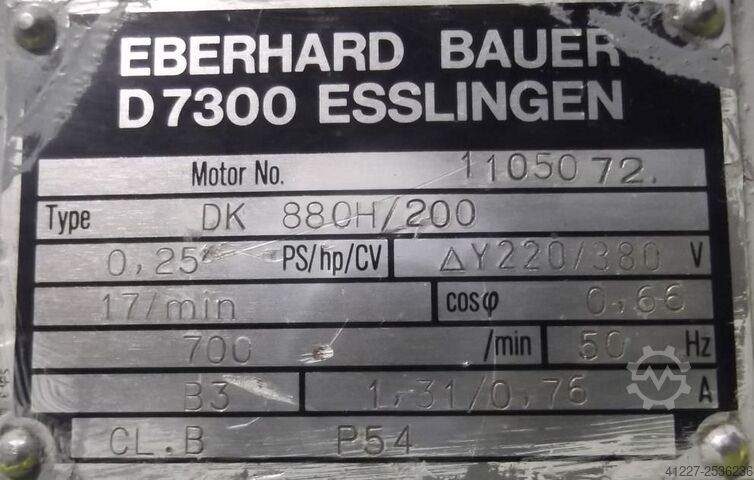 EBERHARD BAUER
D7300 ESSLINGEN
Motor No. 1105072.
Type DK 880H/200
0,25 PS/hp/CV ΔY220/380 V
17/min cosφ 0,66
700 /min 50 Hz
B3 1,31/0,76 A
CL.B P54
41227-2536236